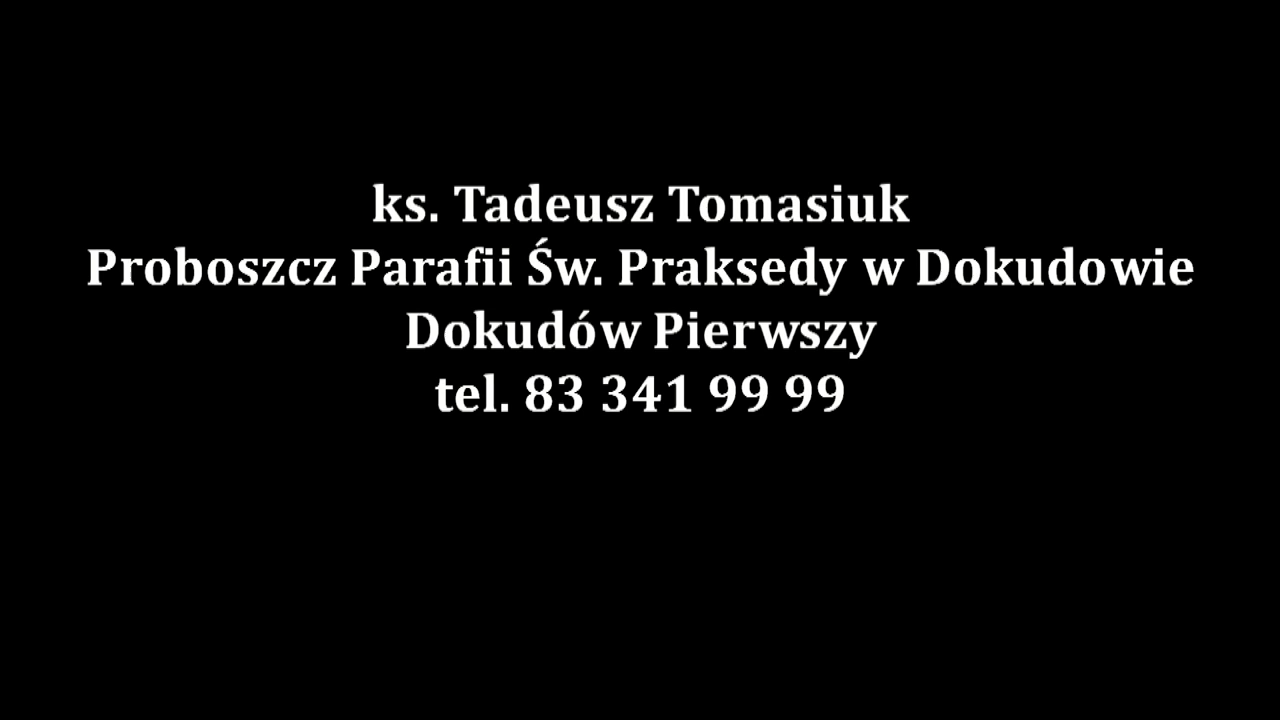 ks. Tadeusz Tomasiuk
Proboszcz Parafii Św. Praksedy w Dokudowie
Dokudów Pierwszy
tel. 83 341 99 99